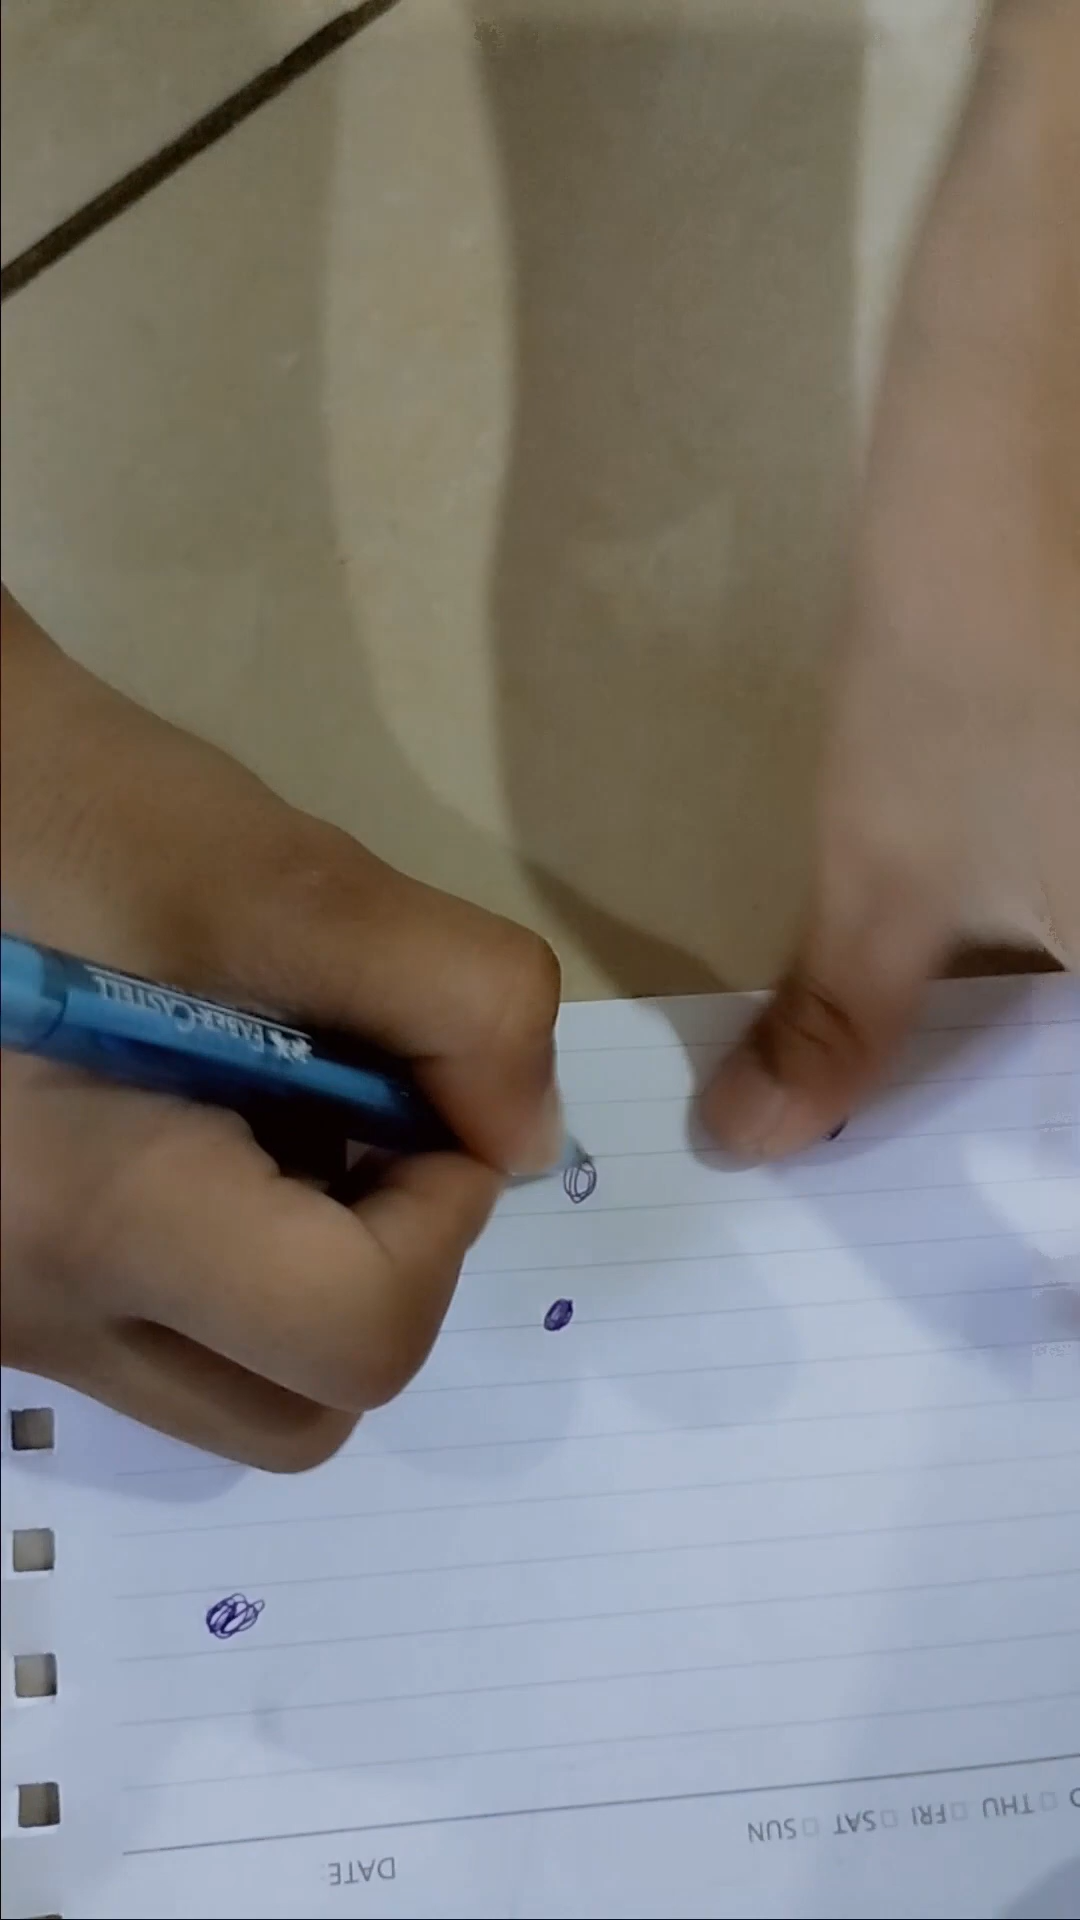 FABER-CASTELL
THU □ FRI □ SAT □ SUN
DATE: